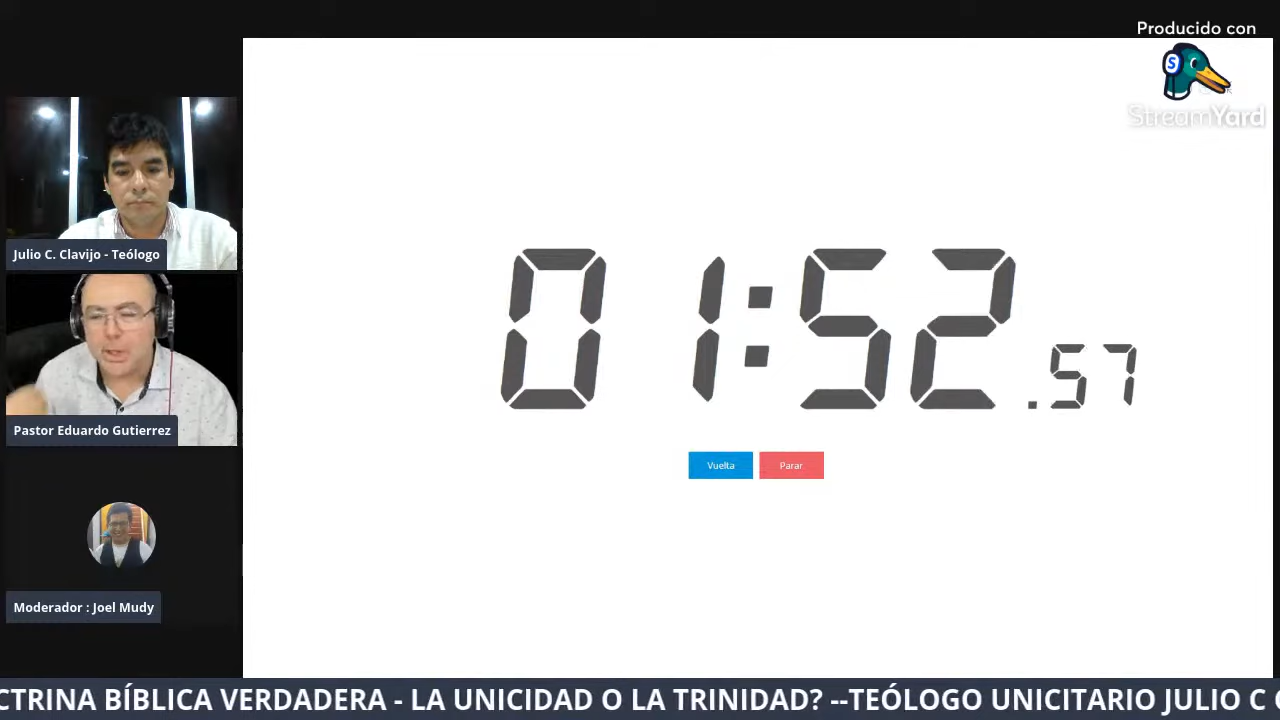 Producido con
StreamYard
Julio C. Clavijo - Teólogo
Pastor Eduardo Gutierrez
Moderador : Joel Mudy
01:52.57
Vuelta
Parar
CTRINA BÍBLICA VERDADERA - LA UNICIDAD O LA TRINIDAD? --TEÓLOGO UNICITARIO JULIO C